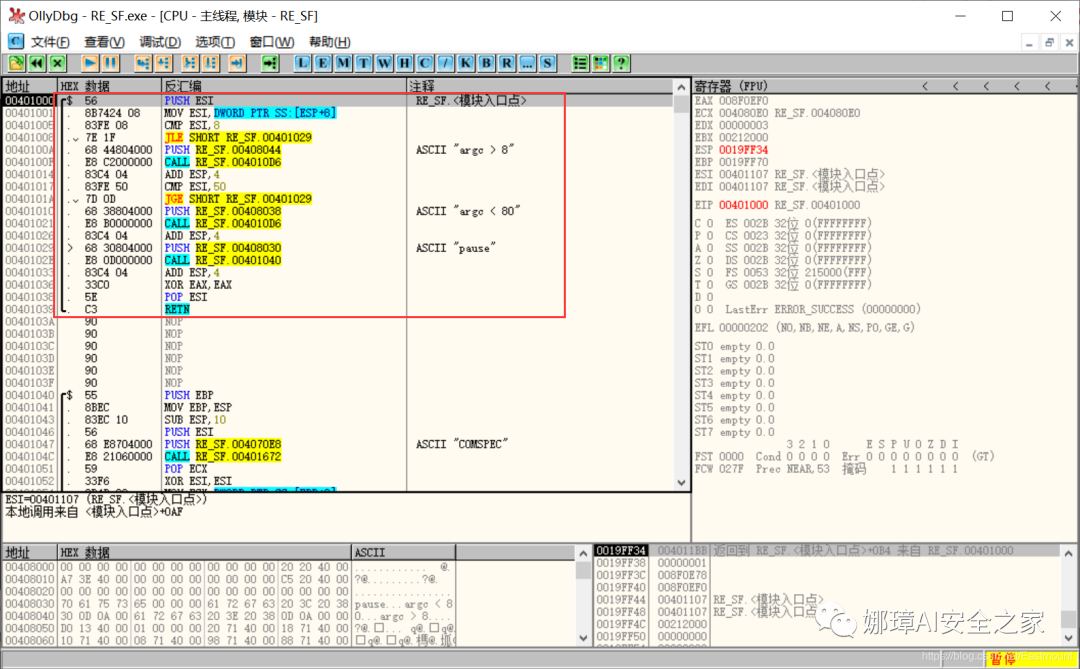 OllyDbg - RE_SF.exe - [CPU - 主线程, 模块 - RE_SF]
文件(F) 查看(V) 调试(D) 选项(T) 窗口(W) 帮助(H)
L E M T W H C / K B R ... S
地址 HEX 数据 反汇编 注释
00401000 $ 56 PUSH ESI RE_SF.<模块入口点>
00401001 . 8B7424 08 MOV ESI,DWORD PTR SS:[ESP+8]
00401005 . 83FE 08 CMP ESI,8
00401008 . 7E 1F JLE SHORT RE_SF.00401029
0040100A . 68 44804000 PUSH RE_SF.00408044 ASCII "argc > 8"
0040100F . E8 C2000000 CALL RE_SF.004010D6
00401014 . 83C4 04 ADD ESP,4
00401017 . 83FE 50 CMP ESI,50
0040101A . 7D 0D JGE SHORT RE_SF.00401029
0040101C . 68 38804000 PUSH RE_SF.00408038 ASCII "argc < 80"
00401021 . E8 B0000000 CALL RE_SF.004010D6
00401026 . 83C4 04 ADD ESP,4
00401029 > 68 30804000 PUSH RE_SF.00408030 ASCII "pause"
0040102E . E8 0D000000 CALL RE_SF.00401040
00401033 . 83C4 04 ADD ESP,4
00401036 . 33C0 XOR EAX,EAX
00401038 . 5E POP ESI
00401039 . C3 RETN
0040103A 90 NOP
0040103B 90 NOP
0040103C 90 NOP
0040103D 90 NOP
0040103E 90 NOP
0040103F 90 NOP
00401040 $ 55 PUSH EBP
00401041 . 8BEC MOV EBP,ESP
00401043 . 83EC 10 SUB ESP,10
00401046 . 56 PUSH ESI
00401047 . 68 E8704000 PUSH RE_SF.004070E8 ASCII "COMSPEC"
0040104C . E8 21060000 CALL RE_SF.00401672
00401051 . 59 POP ECX
00401052 . 33F6 XOR ESI,ESI
ESI=00401107 (RE_SF.<模块入口点>)
本地调用来自 <模块入口点>+0AF
寄存器 (FPU) < < < < <
EAX 008F0EF0
ECX 004080E0 RE_SF.004080E0
EDX 00000003
EBX 00212000
ESP 0019FF34
EBP 0019FF70
ESI 00401107 RE_SF.<模块入口点>
EDI 00401107 RE_SF.<模块入口点>
EIP 00401000 RE_SF.00401000
C 0 ES 002B 32位 0(FFFFFFFF)
P 0 CS 0023 32位 0(FFFFFFFF)
A 0 SS 002B 32位 0(FFFFFFFF)
Z 0 DS 002B 32位 0(FFFFFFFF)
S 0 FS 0053 32位 215000(FFF)
T 0 GS 002B 32位 0(FFFFFFFF)
D 0
O 0 LastErr ERROR_SUCCESS (00000000)
EFL 00000202 (NO,NB,NE,A,NS,PO,GE,G)
ST0 empty 0.0
ST1 empty 0.0
ST2 empty 0.0
ST3 empty 0.0
ST4 empty 0.0
ST5 empty 0.0
ST6 empty 0.0
ST7 empty 0.0
3 2 1 0 E S P U O Z D I
FST 0000 Cond 0 0 0 0 Err 0 0 0 0 0 0 0 0 (GT)
FCW 027F Prec NEAR,53 掩码 1 1 1 1 1 1
地址 HEX 数据 ASCII
00408000 00 00 00 00 00 00 00 00 00 00 00 00 20 20 40 00 ............ @.
00408010 A7 3E 40 00 00 00 00 00 00 00 00 00 C5 20 40 00
00408020 00 00 00 00 00 00 00 00 00 00 00 00 00 00 00 00 ................
00408030 70 61 75 73 65 00 00 00 61 72 67 63 20 3C 20 38 pause...argc < 8
00408040 30 0D 0A 00 61 72 67 63 20 3E 20 38 0D 0A 00 00 0...argc > 8....
00408050 DD 13 40 00 01 00 00 00 20 71 40 00 18 71 40 00
00408060 10 71 40 00 08 71 40 00 98 71 40 00 88 71 40 00
0019FF34 004011BB 返回到 RE_SF.<模块入口点>+0B4 来自 RE_SF.00401000
0019FF38 00000001
0019FF3C 008F0E78
0019FF40 008F0EF0
0019FF44 00401107 RE_SF.<模块入口点>
0019FF48 00401107 RE_SF.<模块入口点>
0019FF4C 00212000
0019FF50 00000000
娜璋AI安全之家
暂停